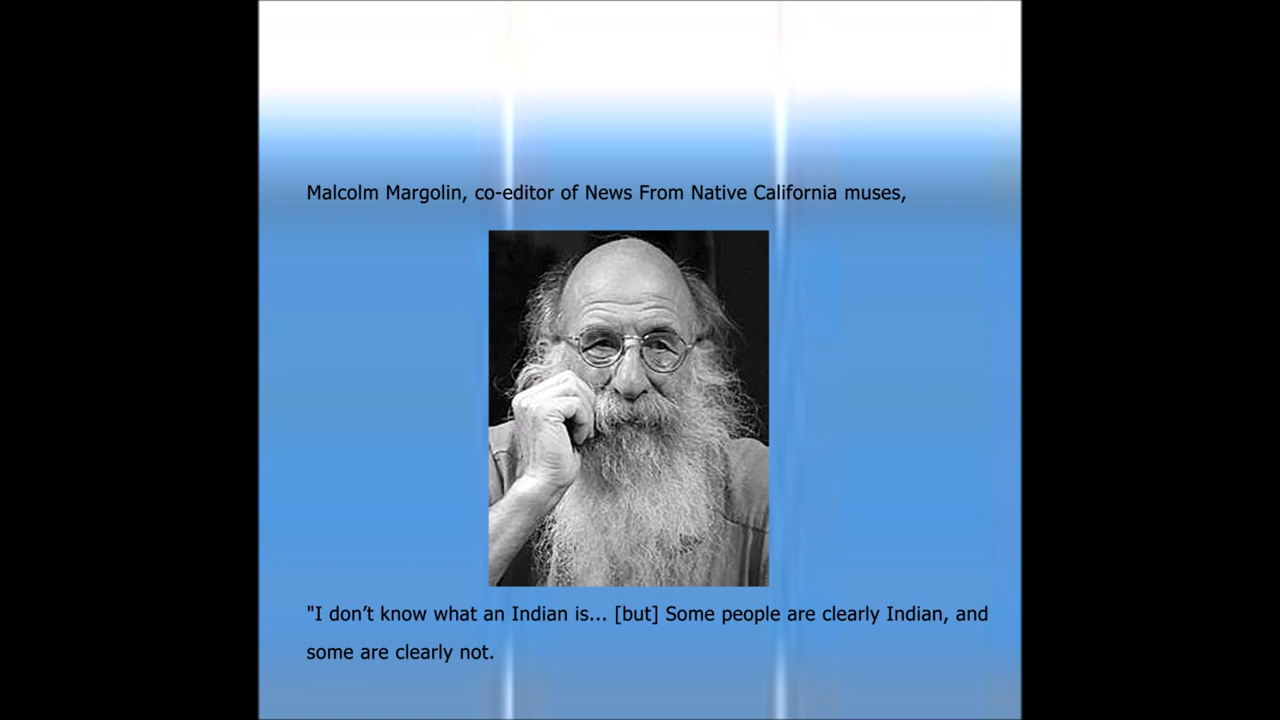 Malcolm Margolin, co-editor of News From Native California muses,
"I don’t know what an Indian is... [but] Some people are clearly Indian, and
some are clearly not.